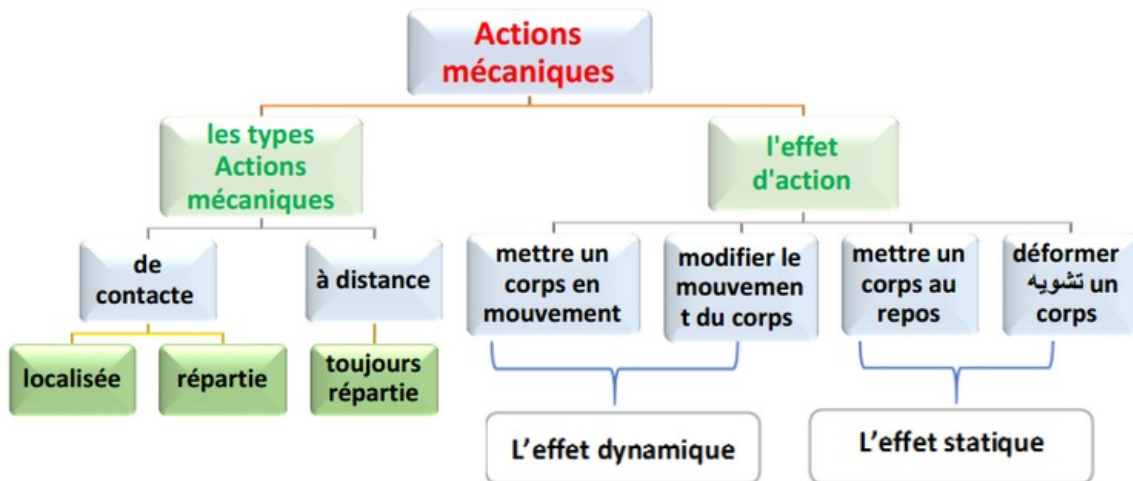 Actions
mécaniques
les types
Actions
mécaniques
l'effet
d'action
de
contacte
à distance
mettre un
corps en
mouvement
modifier le
mouvemen
t du corps
mettre un
corps au
repos
déformer
تشويه un
corps
localisée
répartie
toujours
répartie
L’effet dynamique
L’effet statique